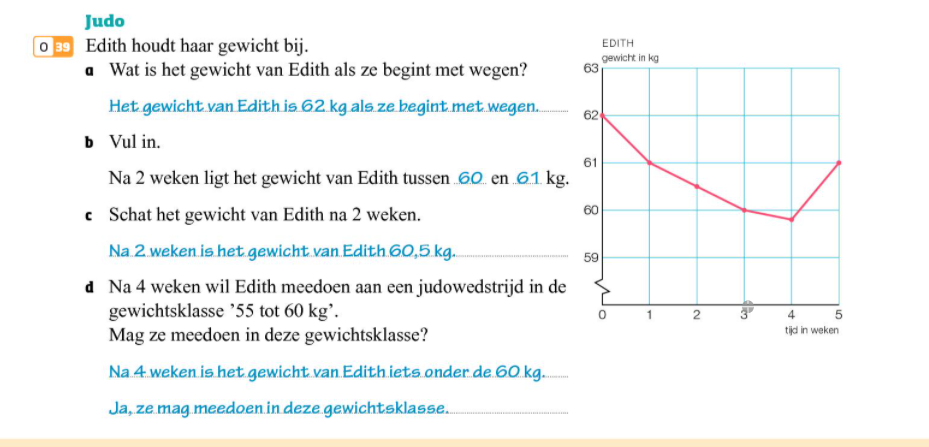 Judo
O 39 Edith houdt haar gewicht bij.
a Wat is het gewicht van Edith als ze begint met wegen?
Het gewicht van Edith is 62 kg als ze begint met wegen.
b Vul in.
Na 2 weken ligt het gewicht van Edith tussen 60 en 61 kg.
c Schat het gewicht van Edith na 2 weken.
Na 2 weken is het gewicht van Edith 60,5 kg.
d Na 4 weken wil Edith meedoen aan een judowedstrijd in de
gewichtsklasse ’55 tot 60 kg’.
Mag ze meedoen in deze gewichtsklasse?
Na 4 weken is het gewicht van Edith iets onder de 60 kg.
Ja, ze mag meedoen in deze gewichtsklasse.
EDITH
gewicht in kg
63
62
61
60
59
0 1 2 3 4 5
tijd in weken